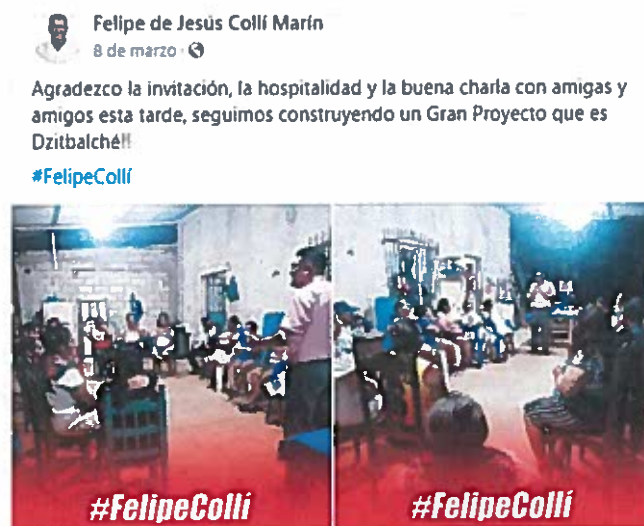 Felipe de Jesús Collí Marín
8 de marzo ·
Agradezco la invitación, la hospitalidad y la buena charla con amigas y
amigos esta tarde, seguimos construyendo un Gran Proyecto que es
Dzitbalché!!
#FelipeCollí
#FelipeCollí
#FelipeCollí